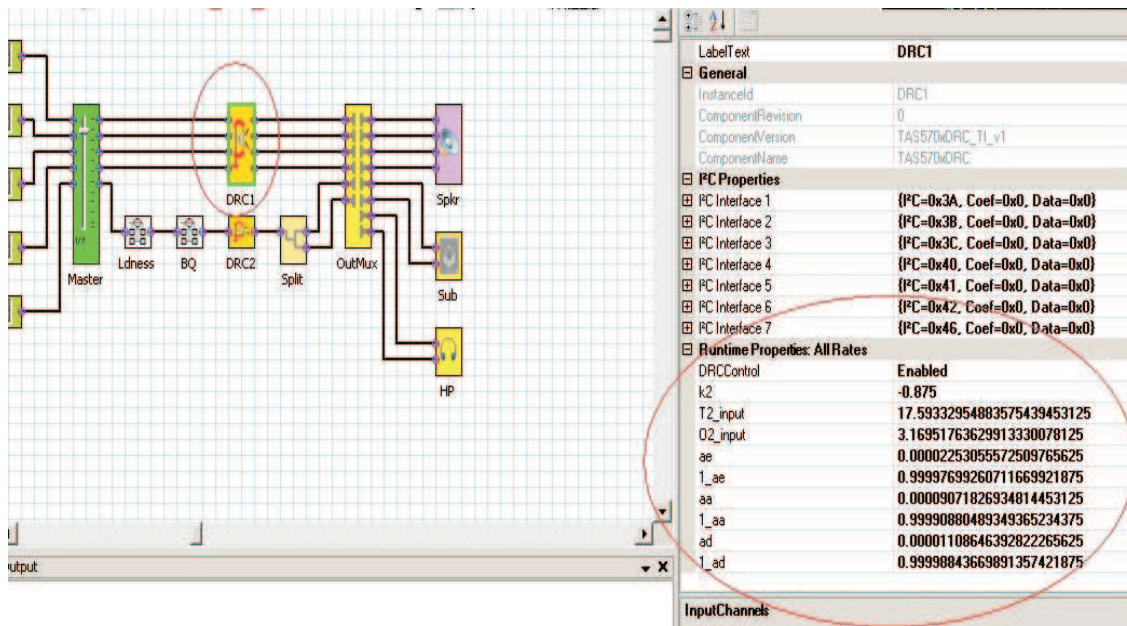 LabelText DRC1
General
InstanceId DRC1
ComponentRevision 0
ComponentVersion TAS570xDRC_TI_v1
ComponentName TAS570xDRC
I²C Properties
I²C Interface 1 {I²C=0x3A, Coef=0x0, Data=0x0}
I²C Interface 2 {I²C=0x3B, Coef=0x0, Data=0x0}
I²C Interface 3 {I²C=0x3C, Coef=0x0, Data=0x0}
I²C Interface 4 {I²C=0x40, Coef=0x0, Data=0x0}
I²C Interface 5 {I²C=0x41, Coef=0x0, Data=0x0}
I²C Interface 6 {I²C=0x42, Coef=0x0, Data=0x0}
I²C Interface 7 {I²C=0x46, Coef=0x0, Data=0x0}
Runtime Properties: All Rates
DRCControl Enabled
k2 -0.875
T2_input 17.59332954883575439453125
O2_input 3.16951763629913330078125
ae 0.00002253055572509765625
1_ae 0.99997699260711669921875
aa 0.00009071826934814453125
1_aa 0.99990880489349365234375
ad 0.00001108646392822265625
1_ad 0.99998843669891357421875
InputChannels
DRC1
Spkr
V1
Master
Ldness
BQ
DRC2
Split
OutMux
Sub
HP
utput